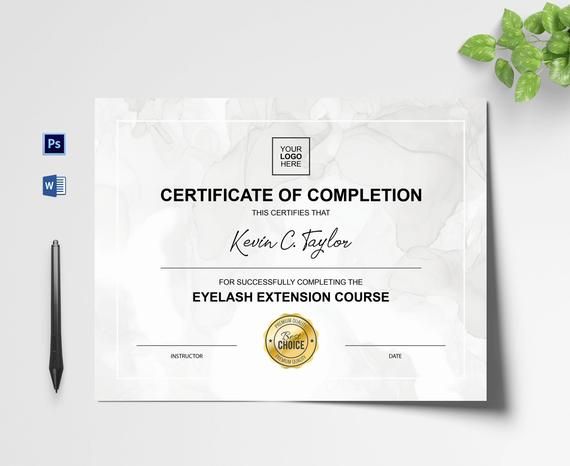 Ps
W
YOUR
LOGO
HERE
CERTIFICATE OF COMPLETION
THIS CERTIFIES THAT
Kevin C. Taylor
FOR SUCCESSFULLY COMPLETING THE
EYELASH EXTENSION COURSE
PREMIUM QUALITY
Best
CHOICE
PREMIUM QUALITY
INSTRUCTOR
DATE